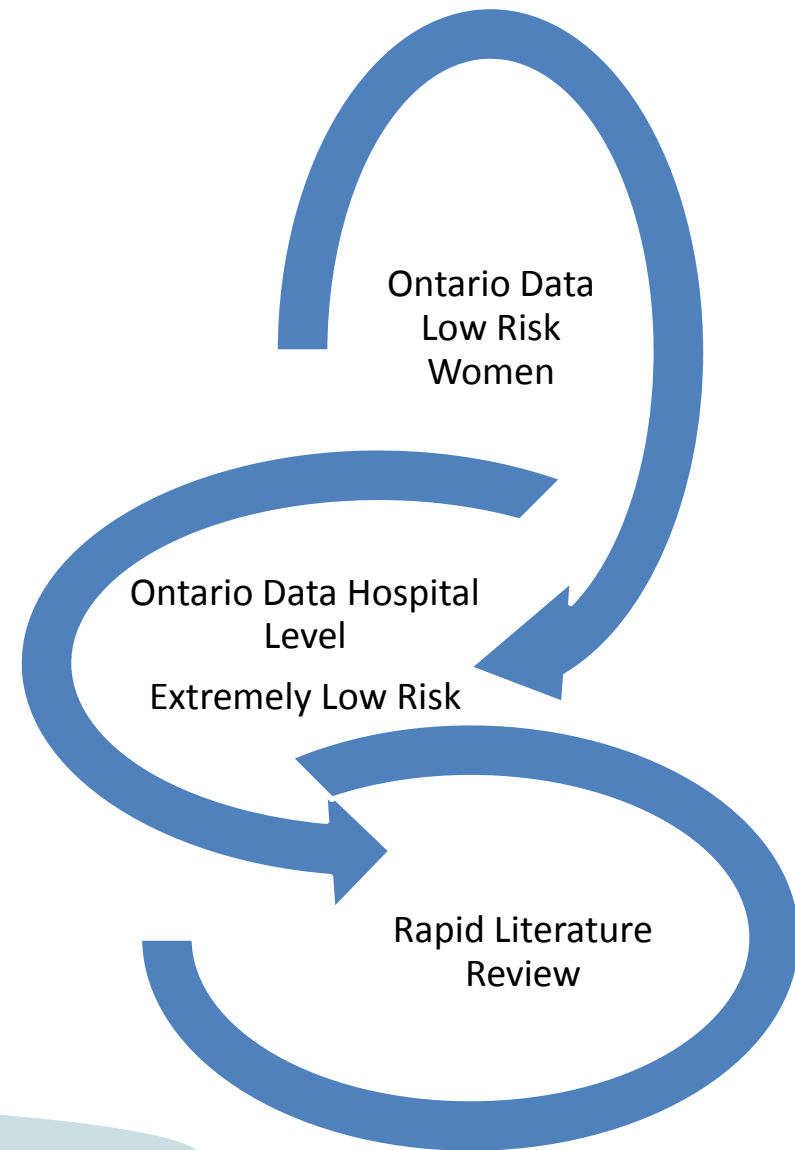 Ontario Data
Low Risk
Women
Ontario Data Hospital
Level
Extremely Low Risk
Rapid Literature
Review